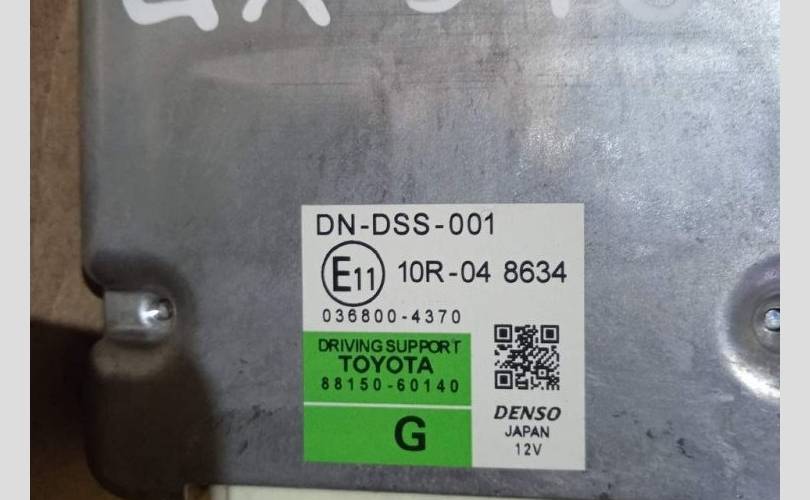 DN-DSS-001
E11 10R-04 8634
036800-4370
DRIVING SUPPORT
TOYOTA
88150-60140
G
DENSO
JAPAN
12V